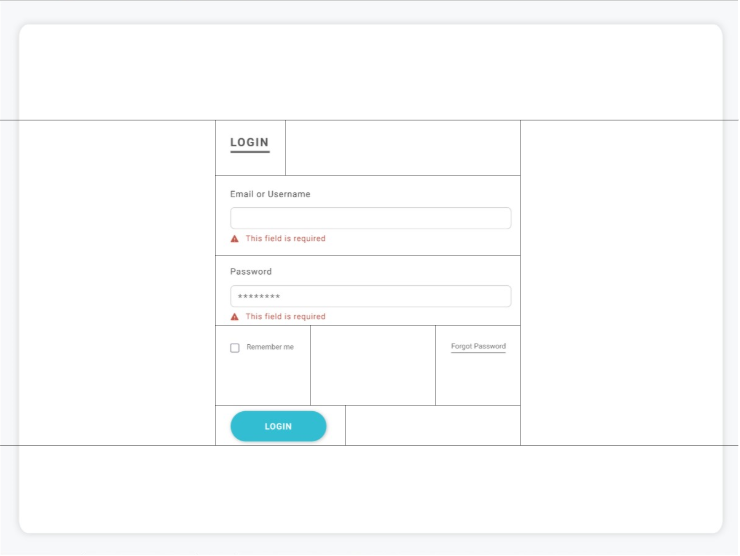 LOGIN
Email or Username
This field is required
Password
********
This field is required
Remember me
Forgot Password
LOGIN